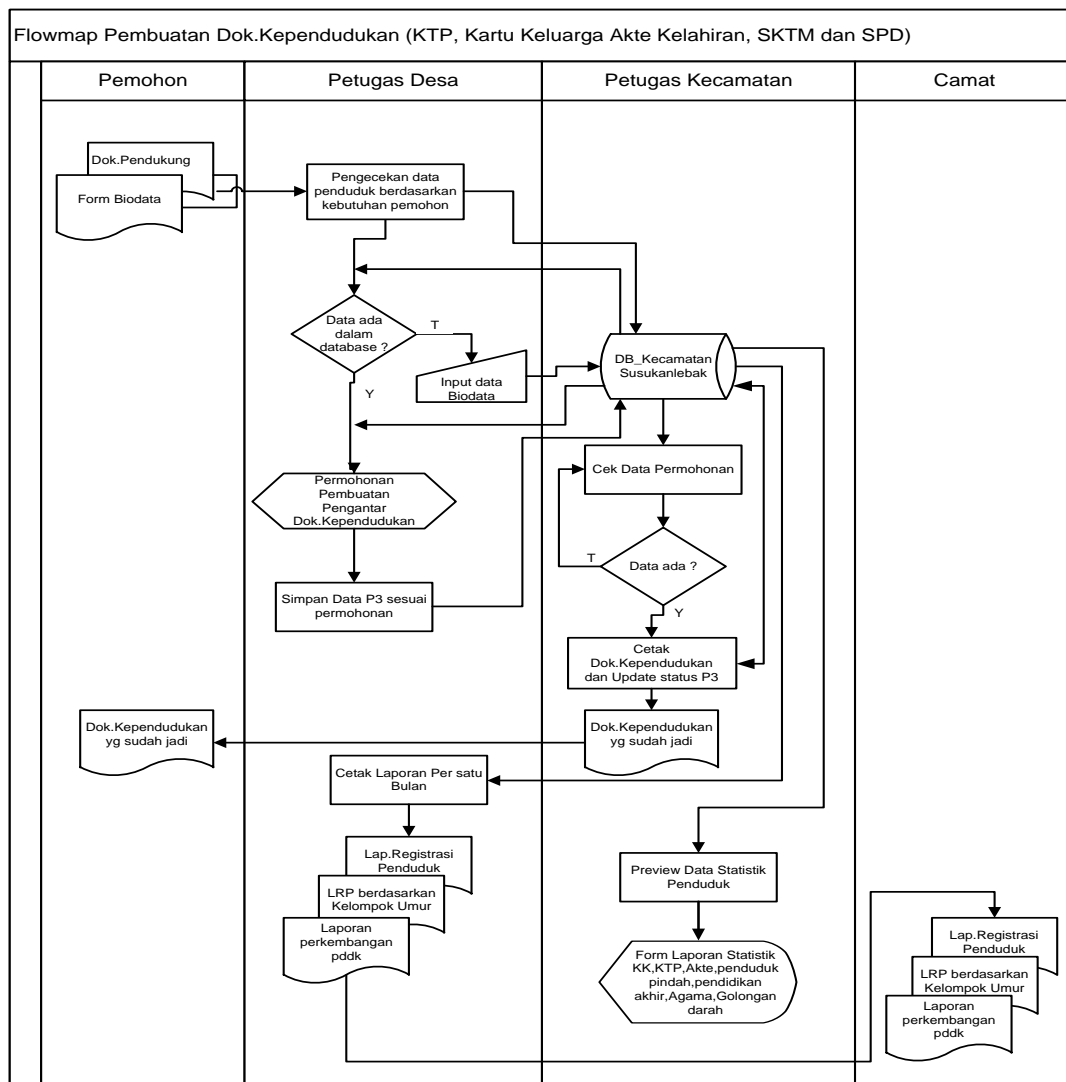 Flowmap Pembuatan Dok.Kependudukan (KTP, Kartu Keluarga Akte Kelahiran, SKTM dan SPD)
Pemohon
Petugas Desa
Petugas Kecamatan
Camat
Dok.Pendukung
Form Biodata
Pengecekan data
penduduk berdasarkan
kebutuhan pemohon
Data ada
dalam
database ?
T
Y
Input data
Biodata
DB_Kecamatan
Susukanlebak
Permohonan
Pembuatan
Pengantar
Dok.Kependudukan
Simpan Data P3 sesuai
permohonan
Cek Data Permohonan
Data ada ?
T
Y
Cetak
Dok.Kependudukan
dan Update status P3
Dok.Kependudukan
yg sudah jadi
Dok.Kependudukan
yg sudah jadi
Cetak Laporan Per satu
Bulan
Lap.Registrasi
Penduduk
LRP berdasarkan
Kelompok Umur
Laporan
perkembangan
pddk
Preview Data Statistik
Penduduk
Form Laporan Statistik
KK,KTP,Akte,penduduk
pindah,pendidikan
akhir,Agama,Golongan
darah
Lap.Registrasi
Penduduk
LRP berdasarkan
Kelompok Umur
Laporan
perkembangan
pddk